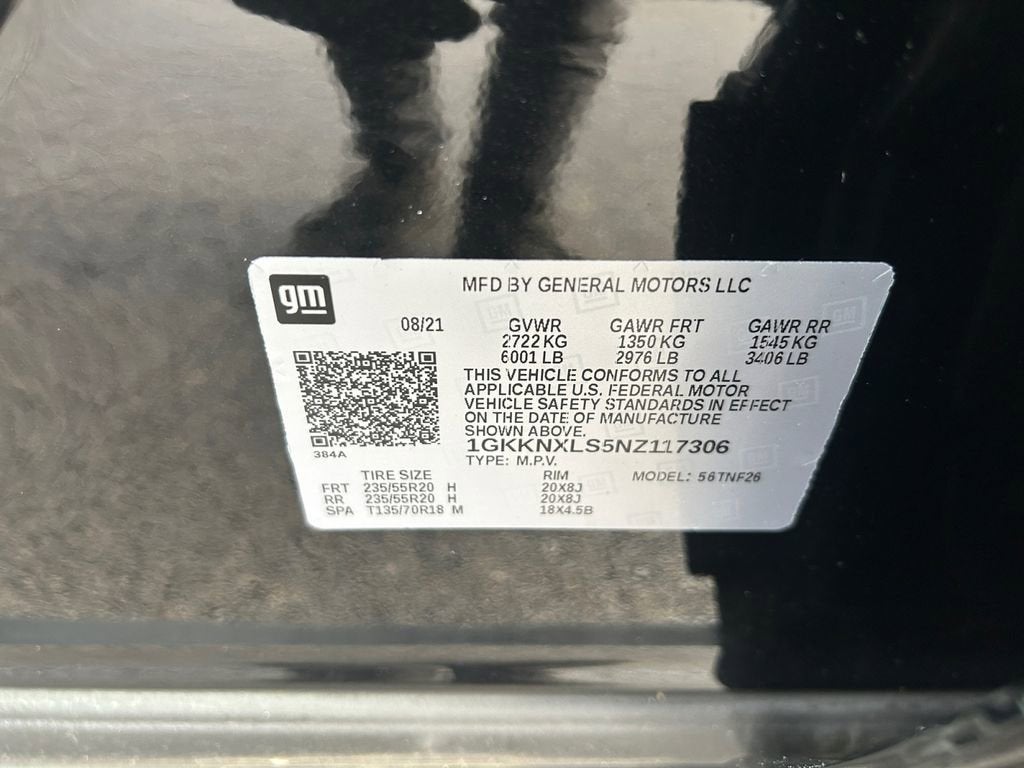 gm
MFD BY GENERAL MOTORS LLC
08/21 GVWR GAWR FRT GAWR RR
2722 KG 1350 KG 1545 KG
6001 LB 2976 LB 3406 LB
THIS VEHICLE CONFORMS TO ALL
APPLICABLE U.S. FEDERAL MOTOR
VEHICLE SAFETY STANDARDS IN EFFECT
ON THE DATE OF MANUFACTURE
SHOWN ABOVE.
384A
1GKKNXLS5NZ117306
TYPE: M.P.V.
TIRE SIZE RIM MODEL: 56TNF26
FRT 235/55R20 H 20X8J
RR 235/55R20 H 20X8J
SPA T135/70R18 M 18X4.5B